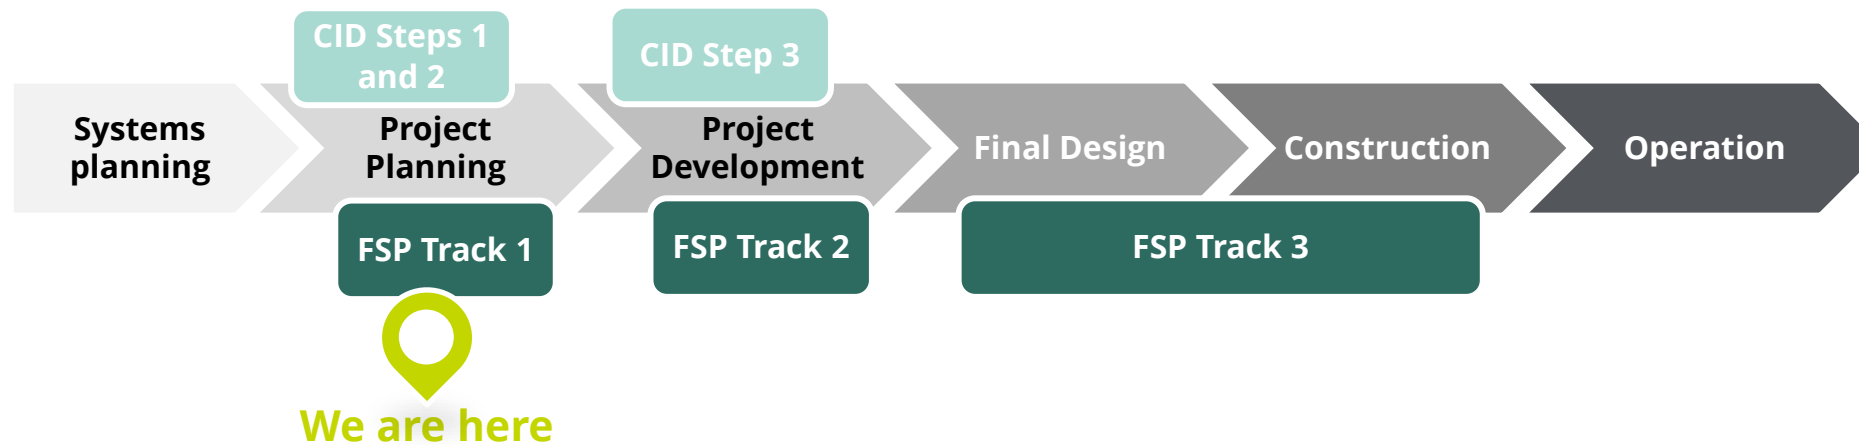 CID Steps 1
and 2
CID Step 3
Systems
planning
Project
Planning
Project
Development
Final Design
Construction
Operation
FSP Track 1
FSP Track 2
FSP Track 3
We are here